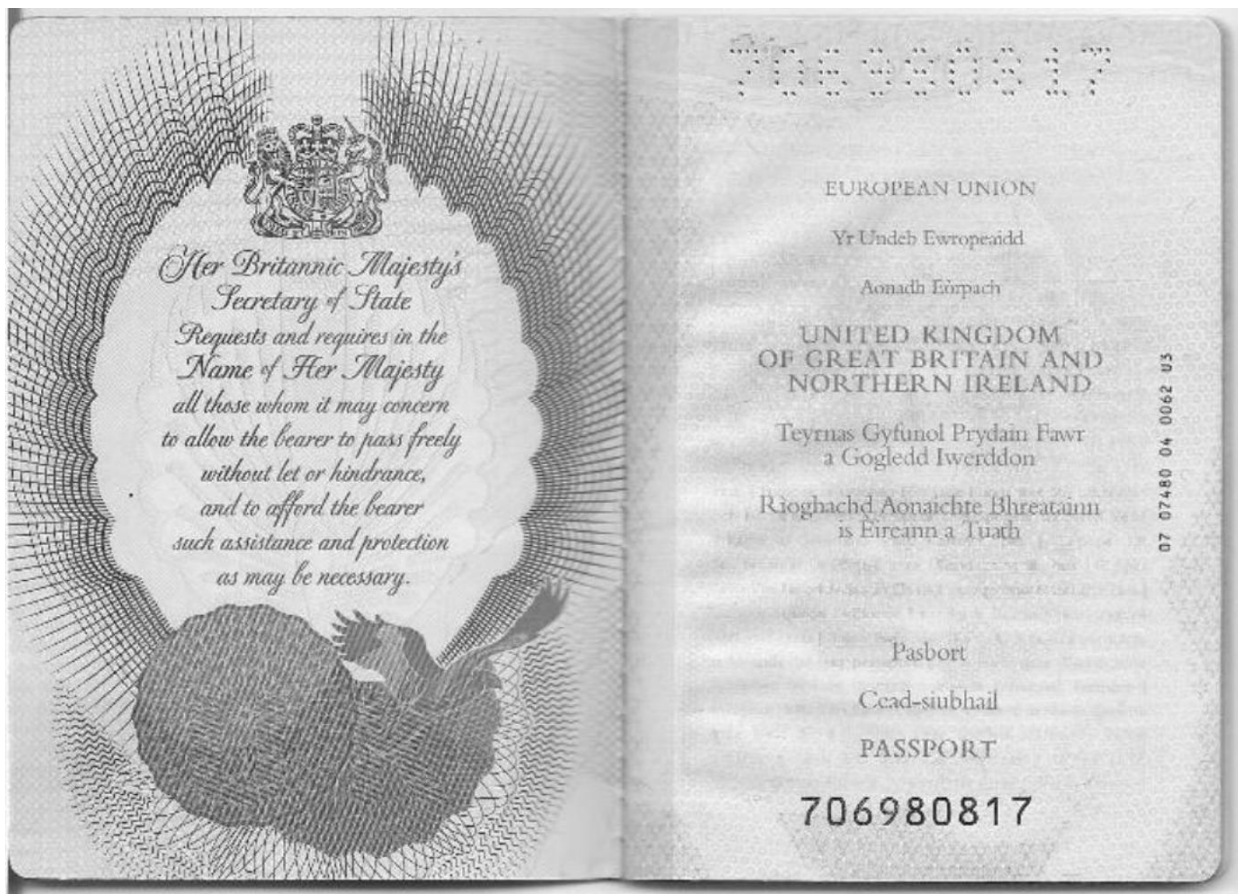 Her Britannic Majesty's
Secretary of State
Requests and requires in the
Name of Her Majesty
all those whom it may concern
to allow the bearer to pass freely
without let or hindrance,
and to afford the bearer
such assistance and protection
as may be necessary.
706980817
EUROPEAN UNION
Yr Undeb Ewropeaidd
Aonadh Eòrpach
UNITED KINGDOM
OF GREAT BRITAIN AND
NORTHERN IRELAND
Teyrnas Gyfunol Prydain Fawr
a Gogledd Iwerddon
Rìoghachd Aonaichte Bhreatainn
is Èireann a Tuath
07 07480 04 0062 U3
Pasbort
Cead-siubhail
PASSPORT
706980817